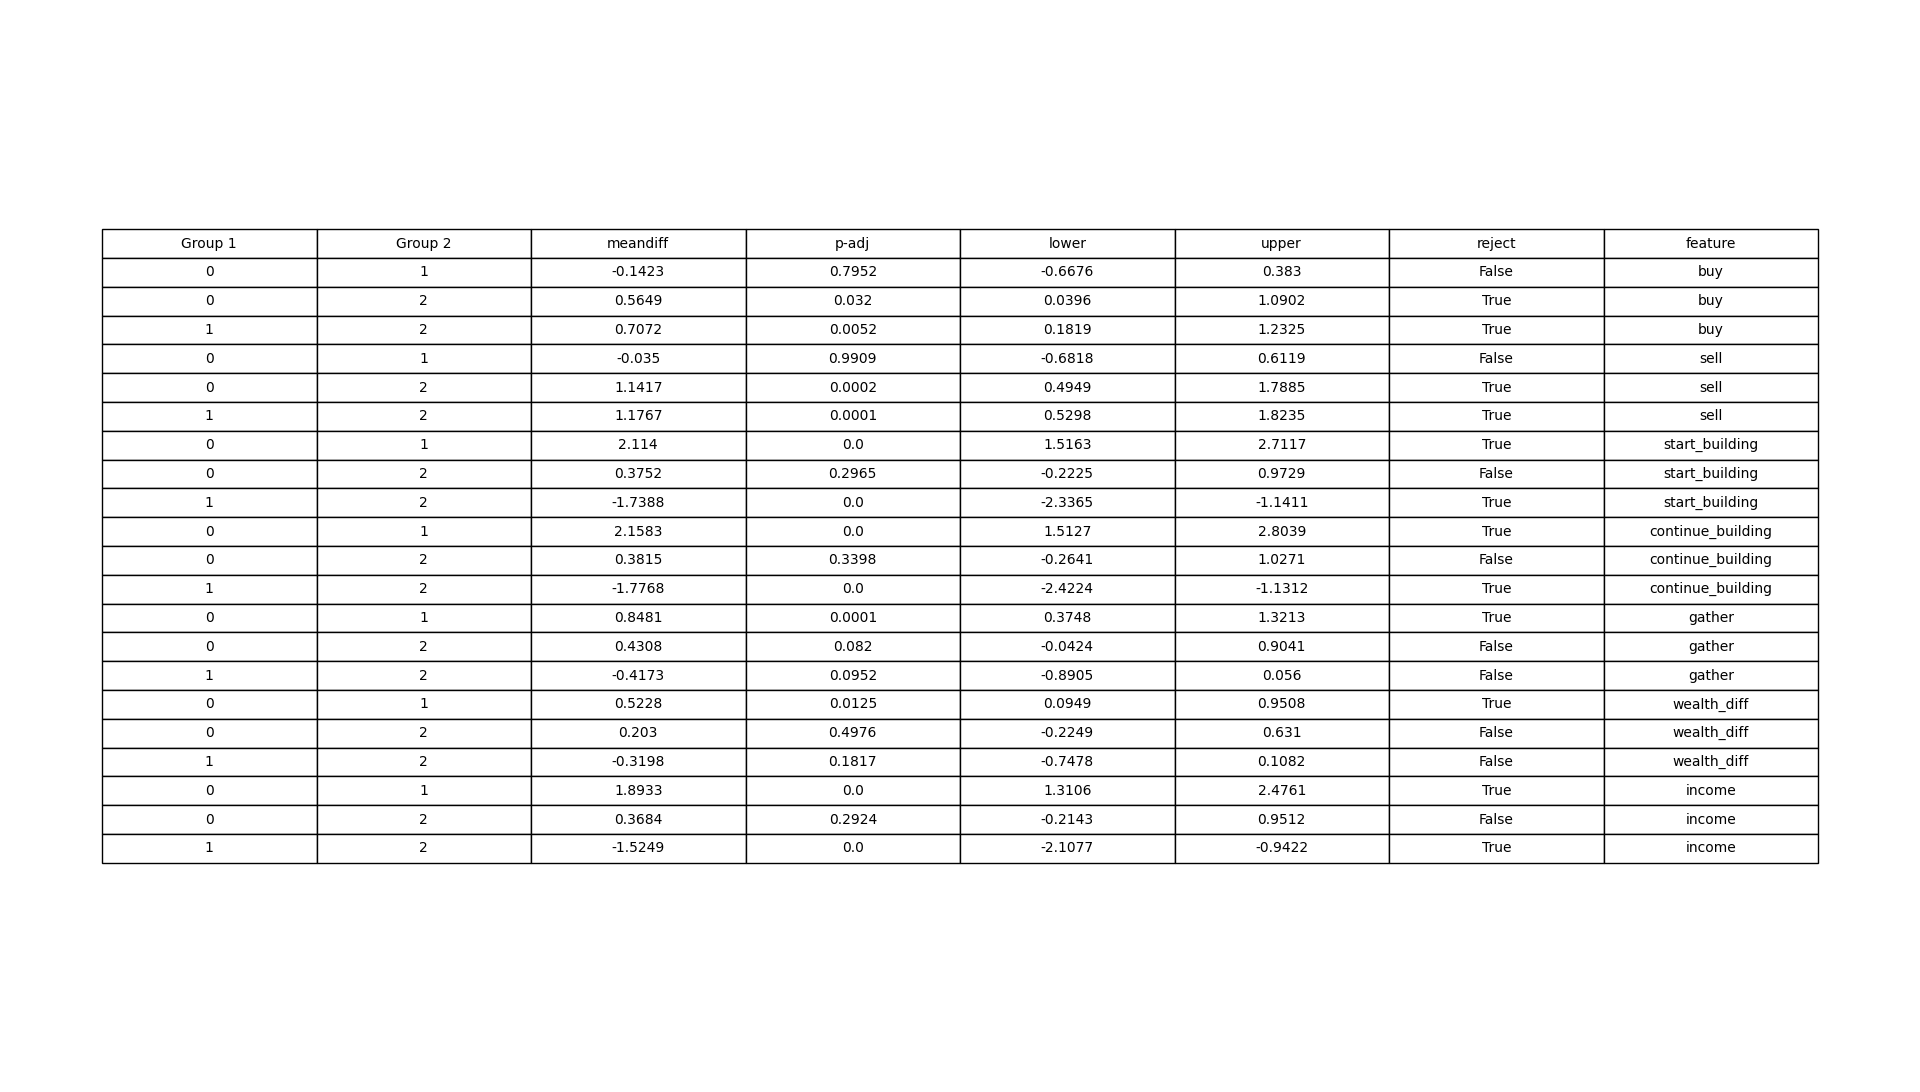 Group 1 Group 2 meandiff p-adj lower upper reject feature
0 1 -0.1423 0.7952 -0.6676 0.383 False buy
0 2 0.5649 0.032 0.0396 1.0902 True buy
1 2 0.7072 0.0052 0.1819 1.2325 True buy
0 1 -0.035 0.9909 -0.6818 0.6119 False sell
0 2 1.1417 0.0002 0.4949 1.7885 True sell
1 2 1.1767 0.0001 0.5298 1.8235 True sell
0 1 2.114 0.0 1.5163 2.7117 True start_building
0 2 0.3752 0.2965 -0.2225 0.9729 False start_building
1 2 -1.7388 0.0 -2.3365 -1.1411 True start_building
0 1 2.1583 0.0 1.5127 2.8039 True continue_building
0 2 0.3815 0.3398 -0.2641 1.0271 False continue_building
1 2 -1.7768 0.0 -2.4224 -1.1312 True continue_building
0 1 0.8481 0.0001 0.3748 1.3213 True gather
0 2 0.4308 0.082 -0.0424 0.9041 False gather
1 2 -0.4173 0.0952 -0.8905 0.056 False gather
0 1 0.5228 0.0125 0.0949 0.9508 True wealth_diff
0 2 0.203 0.4976 -0.2249 0.631 False wealth_diff
1 2 -0.3198 0.1817 -0.7478 0.1082 False wealth_diff
0 1 1.8933 0.0 1.3106 2.4761 True income
0 2 0.3684 0.2924 -0.2143 0.9512 False income
1 2 -1.5249 0.0 -2.1077 -0.9422 True income